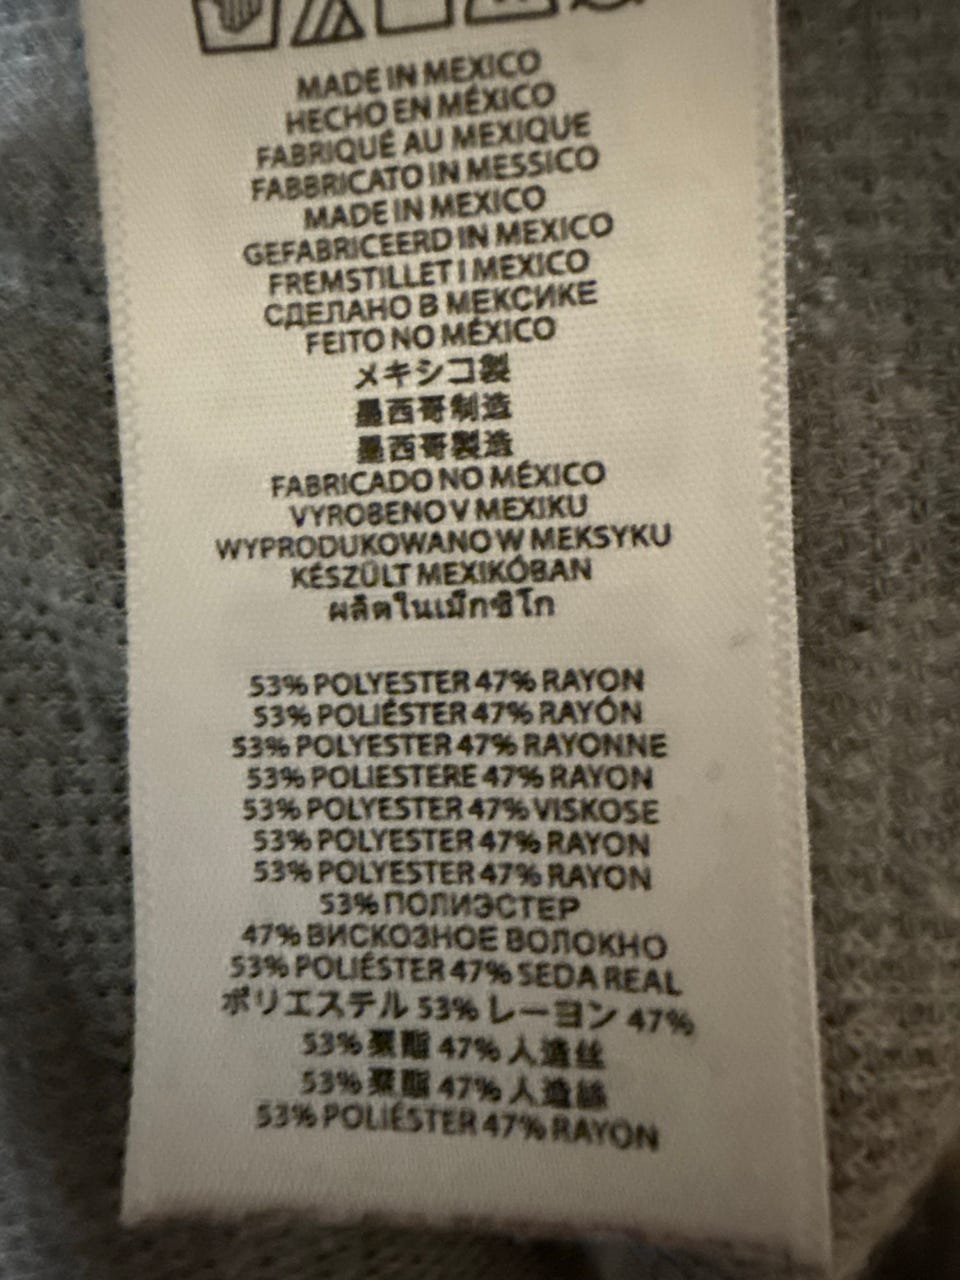 MADE IN MEXICO
HECHO EN MÉXICO
FABRIQUÉ AU MEXIQUE
FABBRICATO IN MESSICO
MADE IN MEXICO
GEFABRICEERD IN MEXICO
FREMSTILLET I MEXICO
СДЕЛАНО В МЕКСИКЕ
FEITO NO MÉXICO
メキシコ製
墨西哥制造
墨西哥製造
FABRICADO NO MÉXICO
VYROBENO V MEXIKU
WYPRODUKOWANO W MEKSYKU
KÉSZÜLT MEXIKÓBAN
ผลิตในเม็กซิโก
53% POLYESTER 47% RAYON
53% POLIÉSTER 47% RAYÓN
53% POLYESTER 47% RAYONNE
53% POLIESTERE 47% RAYON
53% POLYESTER 47% VISKOSE
53% POLYESTER 47% RAYON
53% POLYESTER 47% RAYON
53% ПОЛИЭСТЕР
47% ВИСКОЗНОЕ ВОЛОКНО
53% POLIÉSTER 47% SEDA REAL
ポリエステル 53% レーヨン 47%
53% 聚酯 47% 人造丝
53% 聚酯 47% 人造絲
53% POLIÉSTER 47% RAYON